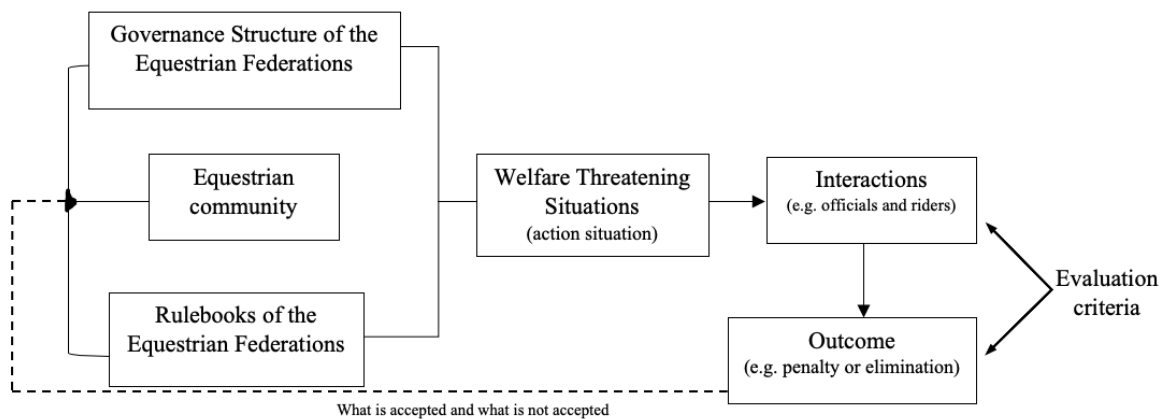 Governance Structure of the
Equestrian Federations
Equestrian
community
Rulebooks of the
Equestrian Federations
Welfare Threatening
Situations
(action situation)
Interactions
(e.g. officials and riders)
Outcome
(e.g. penalty or elimination)
Evaluation
criteria
What is accepted and what is not accepted